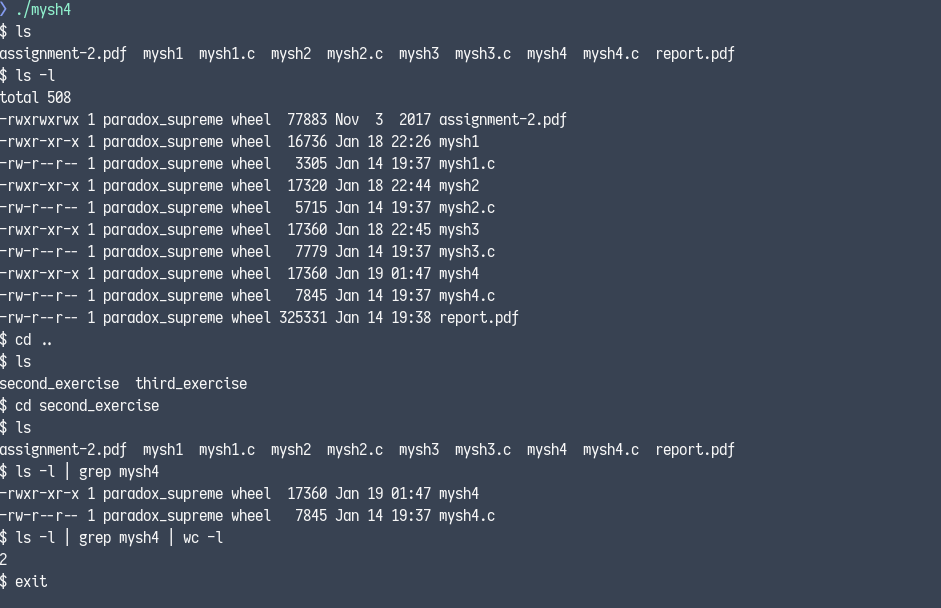 ❯ ./mysh4
$ ls
assignment-2.pdf  mysh1  mysh1.c  mysh2  mysh2.c  mysh3  mysh3.c  mysh4  mysh4.c  report.pdf
$ ls -l
total 508
-rwxrwxrwx 1 paradox_supreme wheel  77883 Nov  3  2017 assignment-2.pdf
-rwxr-xr-x 1 paradox_supreme wheel  16736 Jan 18 22:26 mysh1
-rw-r--r-- 1 paradox_supreme wheel   3305 Jan 14 19:37 mysh1.c
-rwxr-xr-x 1 paradox_supreme wheel  17320 Jan 18 22:44 mysh2
-rw-r--r-- 1 paradox_supreme wheel   5715 Jan 14 19:37 mysh2.c
-rwxr-xr-x 1 paradox_supreme wheel  17360 Jan 18 22:45 mysh3
-rw-r--r-- 1 paradox_supreme wheel   7779 Jan 14 19:37 mysh3.c
-rwxr-xr-x 1 paradox_supreme wheel  17360 Jan 19 01:47 mysh4
-rw-r--r-- 1 paradox_supreme wheel   7845 Jan 14 19:37 mysh4.c
-rw-r--r-- 1 paradox_supreme wheel 325331 Jan 14 19:38 report.pdf
$ cd ..
$ ls
second_exercise  third_exercise
$ cd second_exercise
$ ls
assignment-2.pdf  mysh1  mysh1.c  mysh2  mysh2.c  mysh3  mysh3.c  mysh4  mysh4.c  report.pdf
$ ls -l | grep mysh4
-rwxr-xr-x 1 paradox_supreme wheel  17360 Jan 19 01:47 mysh4
-rw-r--r-- 1 paradox_supreme wheel   7845 Jan 14 19:37 mysh4.c
$ ls -l | grep mysh4 | wc -l
2
$ exit